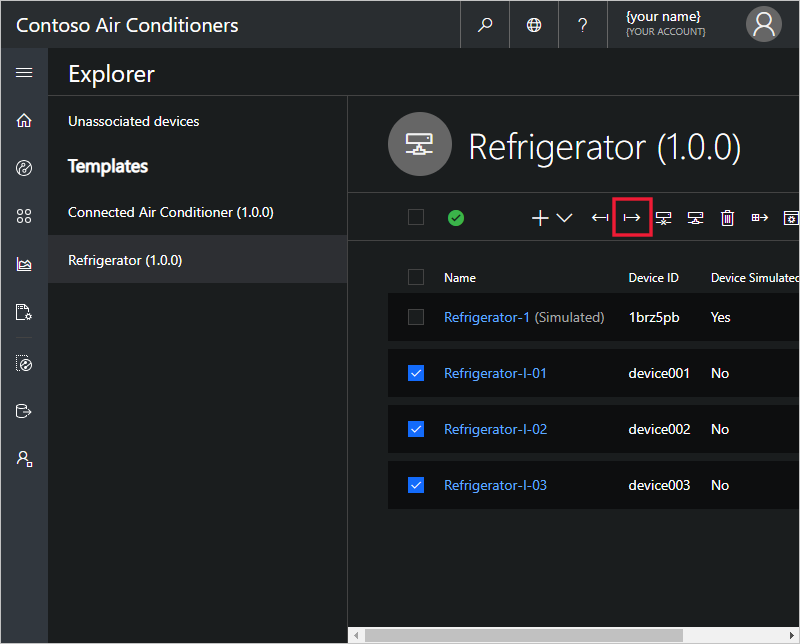 Contoso Air Conditioners
?
{your name}
{YOUR ACCOUNT}
Explorer
Unassociated devices
Templates
Connected Air Conditioner (1.0.0)
Refrigerator (1.0.0)
Refrigerator (1.0.0)
Name Device ID Device Simulated
Refrigerator-1 (Simulated) 1brz5pb Yes
Refrigerator-I-01 device001 No
Refrigerator-I-02 device002 No
Refrigerator-I-03 device003 No